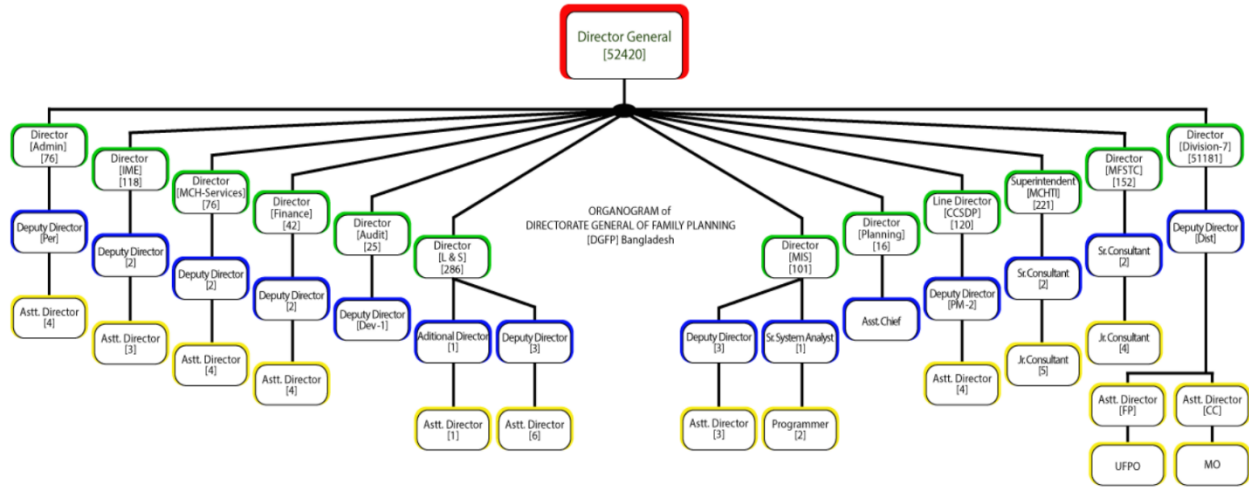 Director General
[52420]
ORGANOGRAM of
DIRECTORATE GENERAL OF FAMILY PLANNING
[DGFP] Bangladesh
Director
[Admin]
[76]
Deputy Director
[Per]
Astt. Director
[4]
Director
[IME]
[118]
Deputy Director
[2]
Astt. Director
[3]
Director
[MCH-Services]
[76]
Deputy Director
[2]
Astt. Director
[4]
Director
[Finance]
[42]
Deputy Director
[2]
Astt. Director
[4]
Director
[Audit]
[25]
Deputy Director
[Dev-1]
Director
[L & S]
[286]
Aditional Director
[1]
Astt. Director
[1]
Deputy Director
[3]
Astt. Director
[6]
Director
[MIS]
[101]
Deputy Director
[3]
Astt. Director
[3]
Sr. System Analyst
[1]
Programmer
[2]
Director
[Planning]
[16]
Asst. Chief
Line Director
[CCSDP]
[120]
Deputy Director
[PM-2]
Astt. Director
[4]
Superintendent
[MCHTI]
[221]
Sr. Consultant
[2]
Jr. Consultant
[5]
Director
[MFSTC]
[152]
Sr. Consultant
[2]
Jr. Consultant
[4]
Director
[Division-7]
[51181]
Deputy Director
[Dist]
Astt. Director
[FP]
UFPO
Astt. Director
[CC]
MO